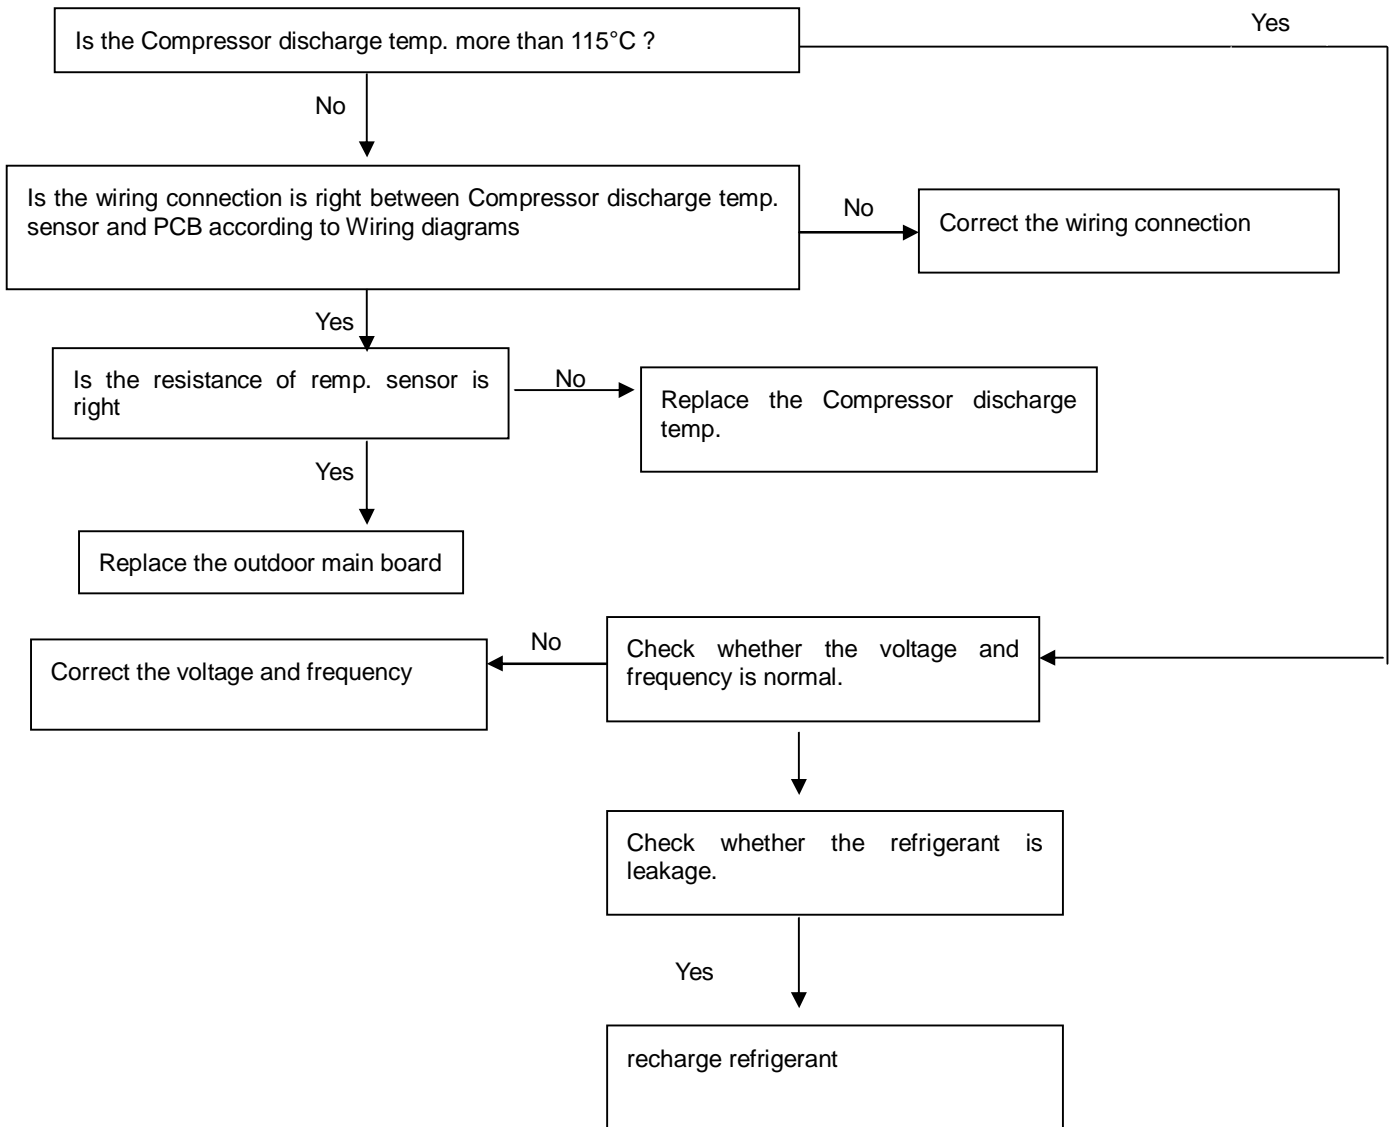 Is the Compressor discharge temp. more than 115°C ?
Yes
No
Is the wiring connection is right between Compressor discharge temp.
sensor and PCB according to Wiring diagrams
No
Correct the wiring connection
Yes
Is the resistance of remp. sensor is
right
No
Replace the Compressor discharge
temp.
Yes
Replace the outdoor main board
Check whether the voltage and
frequency is normal.
No
Correct the voltage and frequency
Check whether the refrigerant is
leakage.
Yes
recharge refrigerant